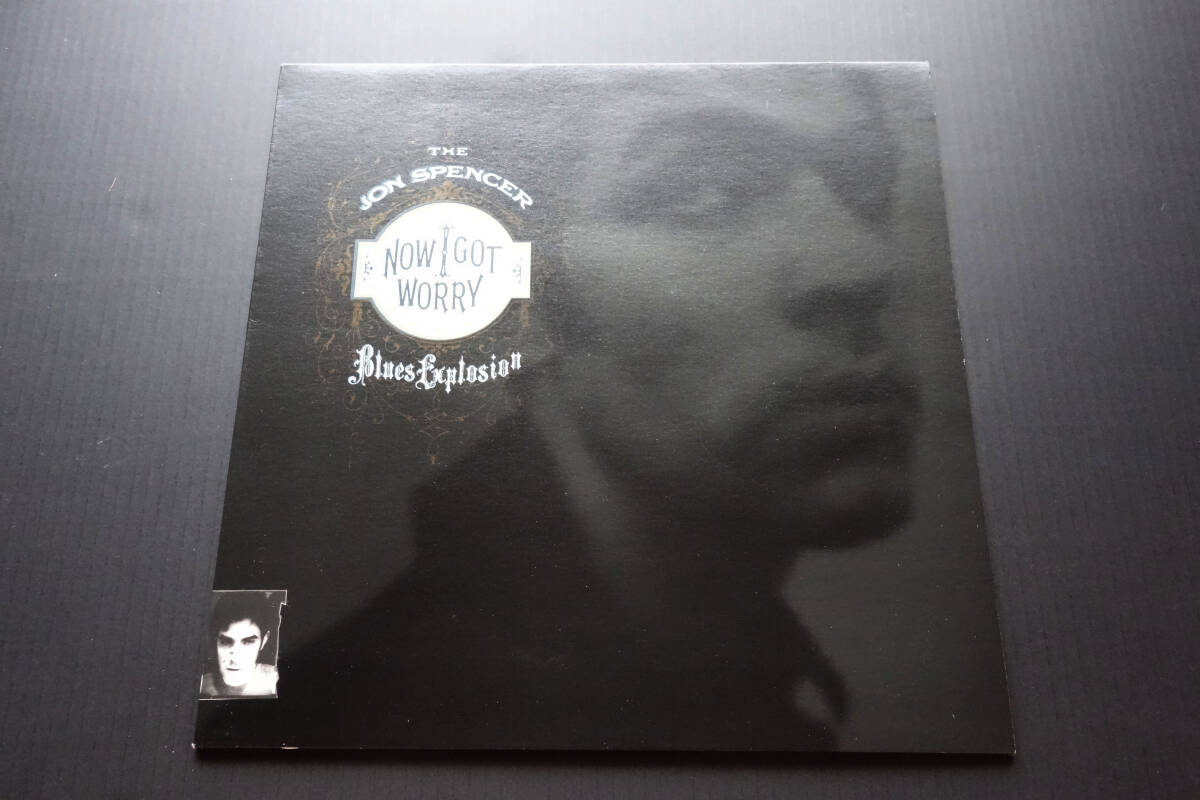 THE
JON SPENCER
NOW I GOT
WORRY
Blues Explosion